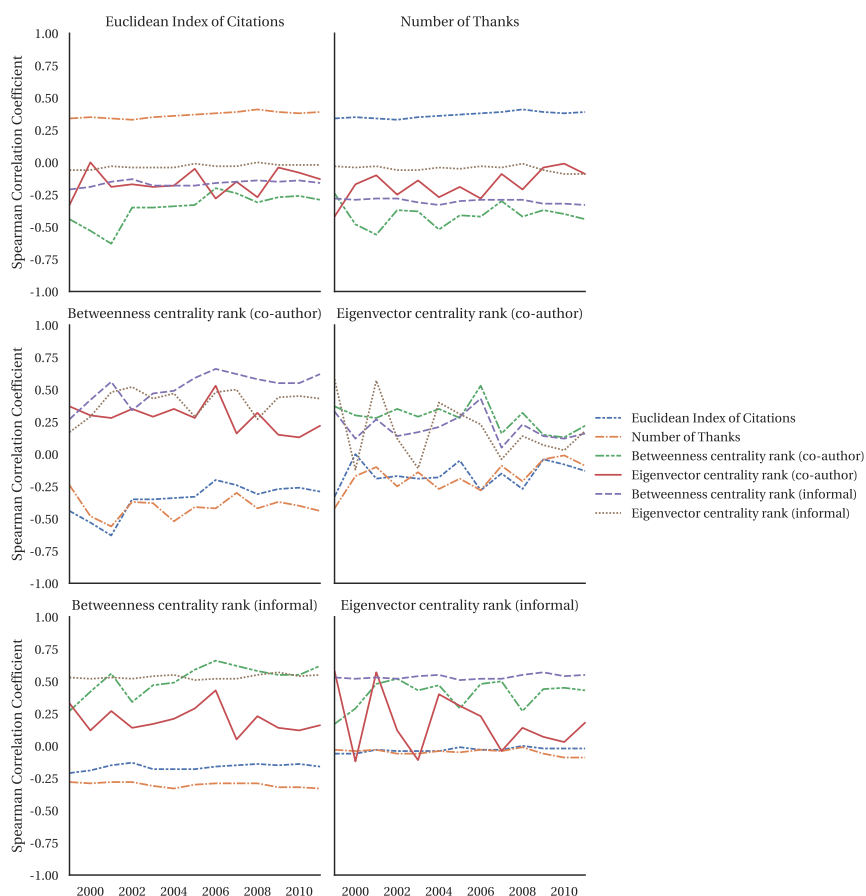 Euclidean Index of Citations
Number of Thanks
1.00
0.75
0.50
0.25
0.00
-0.25
-0.50
-0.75
-1.00
Spearman Correlation Coefficient
Betweenness centrality rank (co-author)
Eigenvector centrality rank (co-author)
1.00
0.75
0.50
0.25
0.00
-0.25
-0.50
-0.75
-1.00
Spearman Correlation Coefficient
Euclidean Index of Citations
Number of Thanks
Betweenness centrality rank (co-author)
Eigenvector centrality rank (co-author)
Betweenness centrality rank (informal)
Eigenvector centrality rank (informal)
Betweenness centrality rank (informal)
Eigenvector centrality rank (informal)
1.00
0.75
0.50
0.25
0.00
-0.25
-0.50
-0.75
-1.00
Spearman Correlation Coefficient
2000 2002 2004 2006 2008 2010
2000 2002 2004 2006 2008 2010